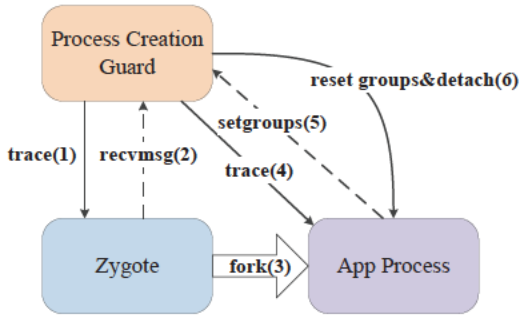 Process Creation
Guard
reset groups&detach(6)
setgroups(5)
trace(1)
recvmsg(2)
trace(4)
Zygote
fork(3)
App Process